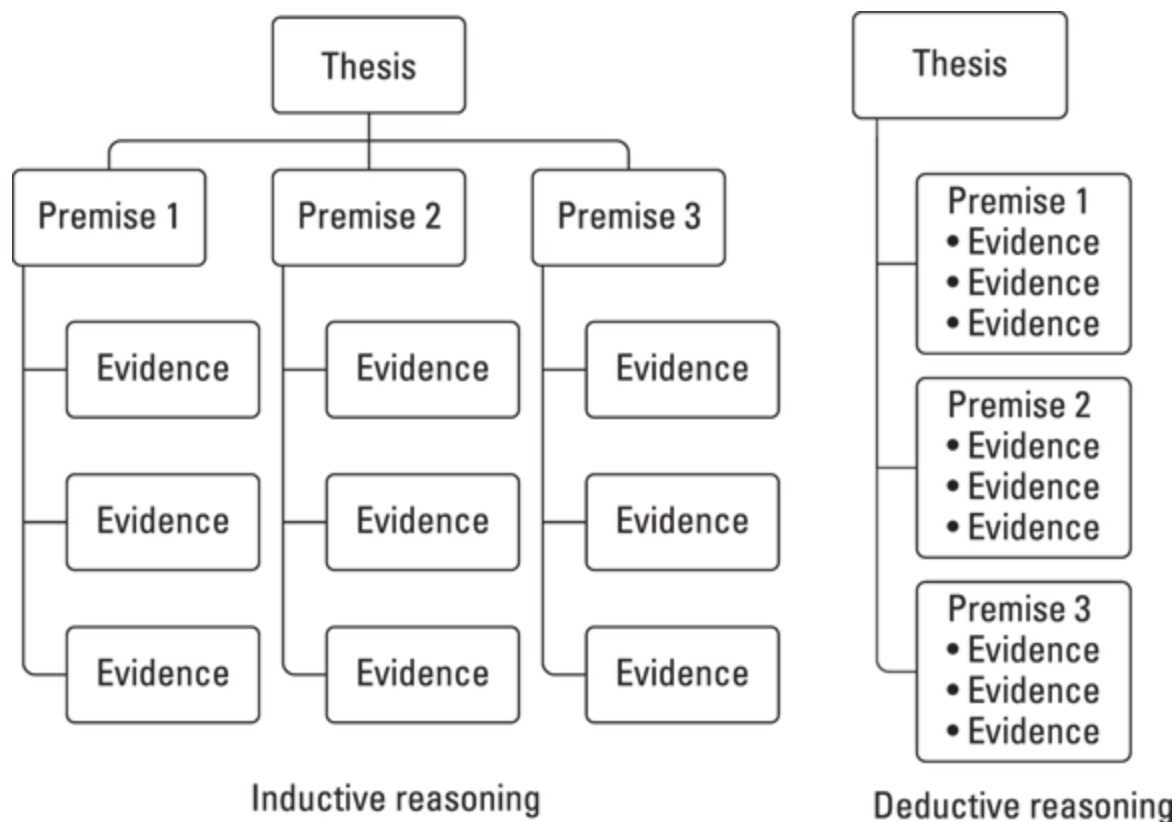 Thesis
Premise 1
Premise 2
Premise 3
Evidence
Evidence
Evidence
Evidence
Evidence
Evidence
Evidence
Evidence
Evidence
Inductive reasoning
Thesis
Premise 1
• Evidence
• Evidence
• Evidence
Premise 2
• Evidence
• Evidence
• Evidence
Premise 3
• Evidence
• Evidence
• Evidence
Deductive reasoning